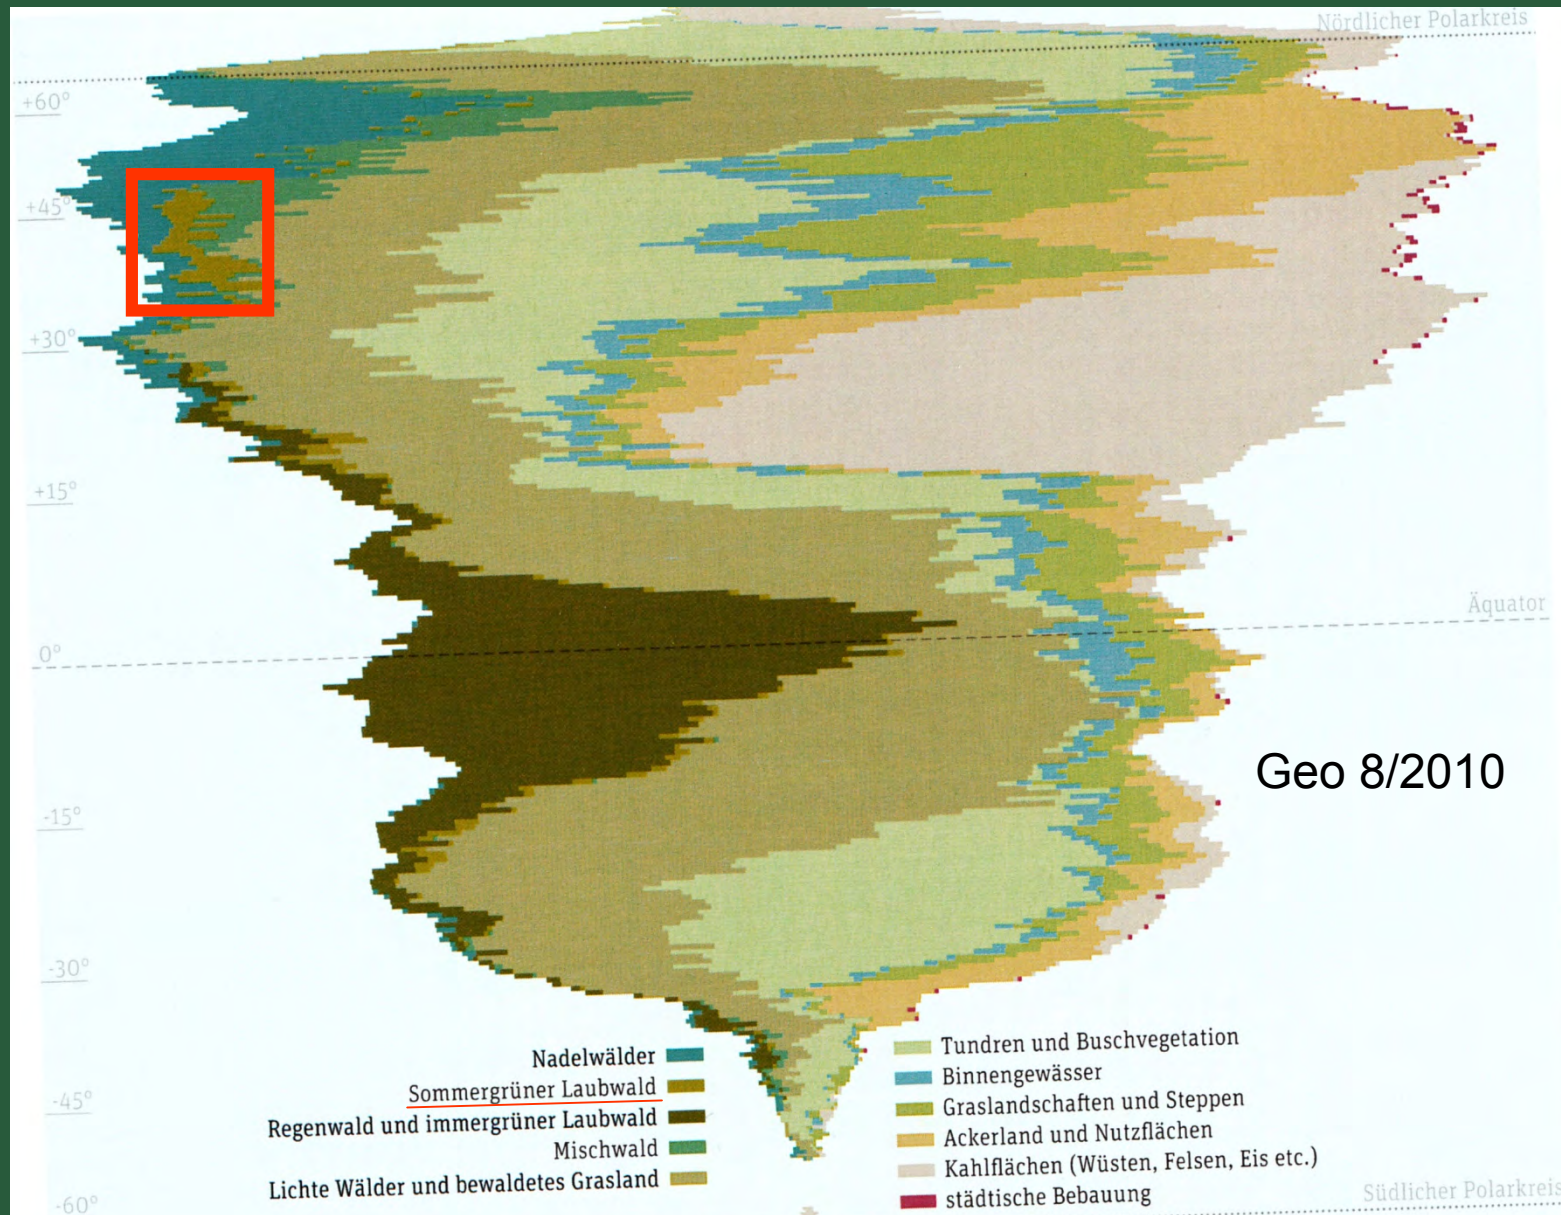 Nördlicher Polarkreis
+60°
+45°
+30°
+15°
Äquator
0°
Geo 8/2010
-15°
-30°
-45°
-60°
Nadelwälder
Sommergrüner Laubwald
Regenwald und immergrüner Laubwald
Mischwald
Lichte Wälder und bewaldetes Grasland
Tundren und Buschvegetation
Binnengewässer
Graslandschaften und Steppen
Ackerland und Nutzflächen
Kahlflächen (Wüsten, Felsen, Eis etc.)
städtische Bebauung
Südlicher Polarkreis